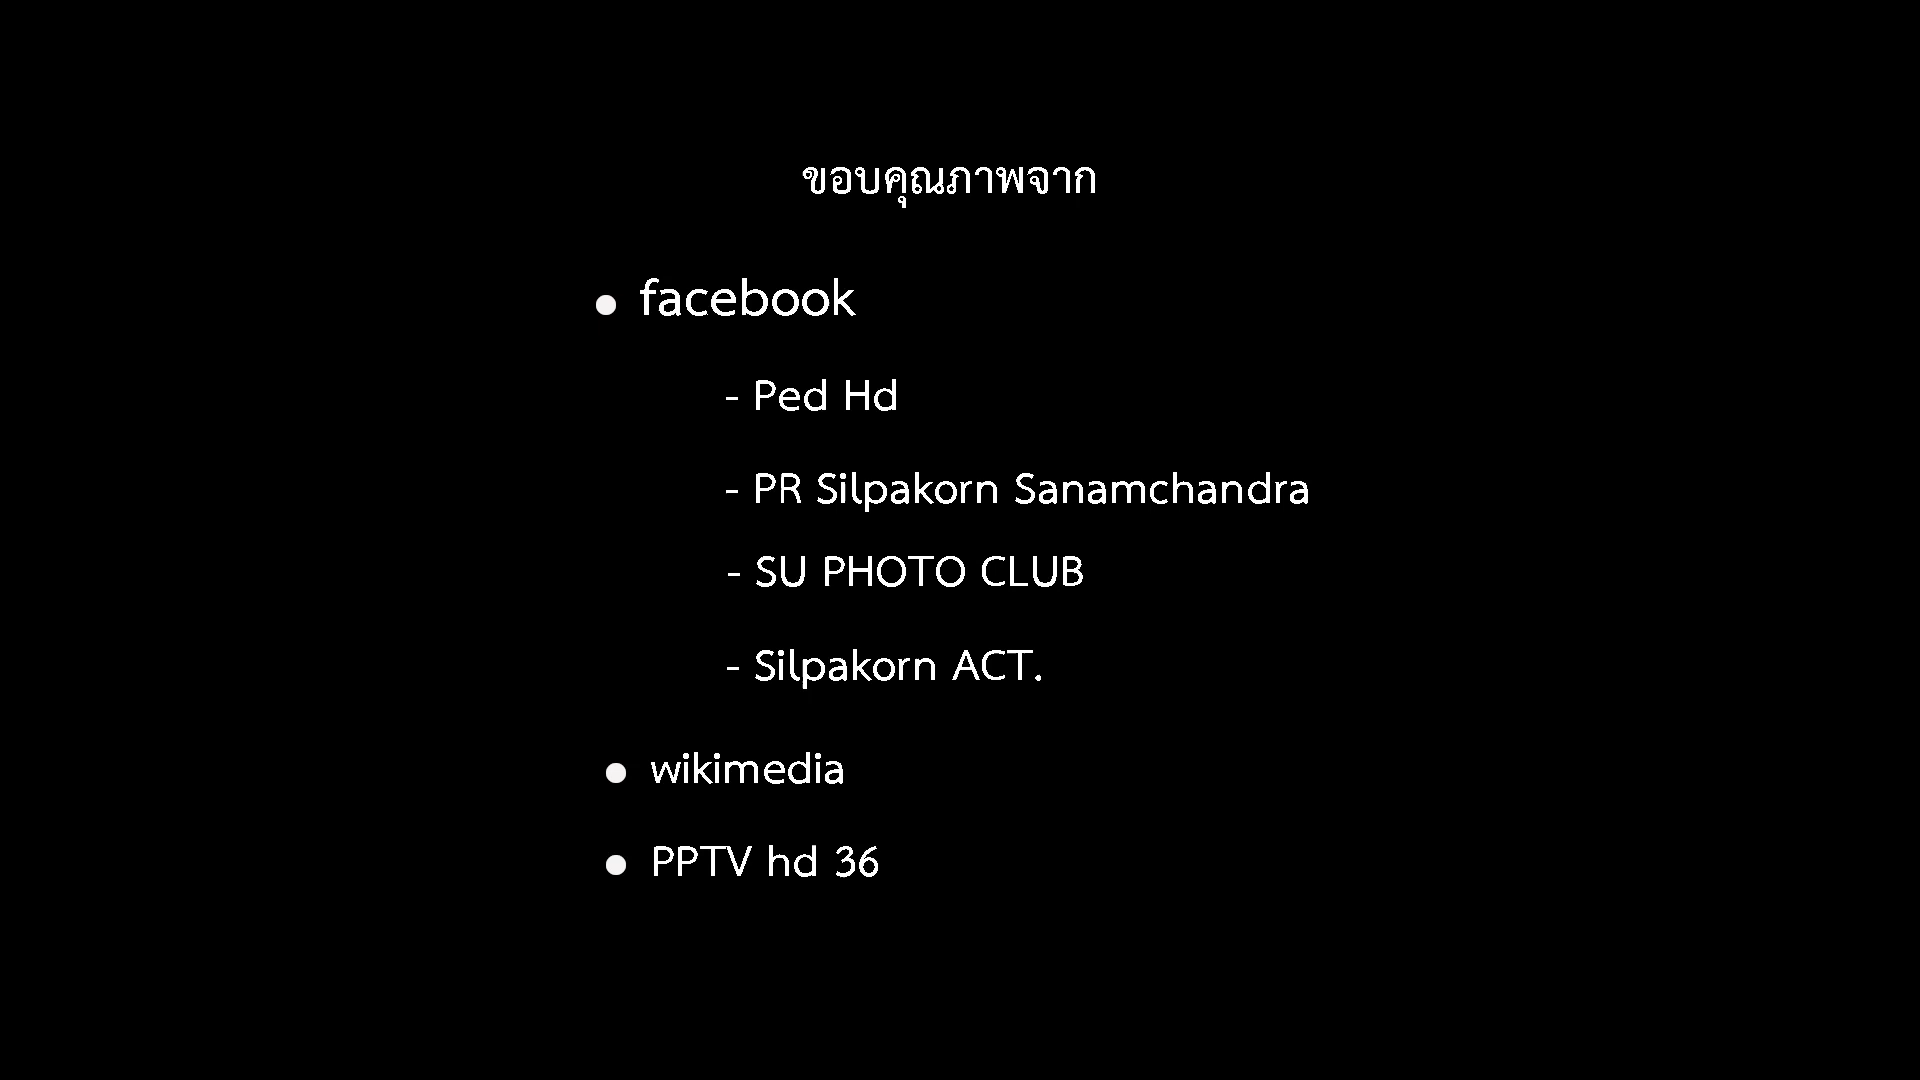 ขอบคุณภาพจาก
● facebook
- Ped Hd
- PR Silpakorn Sanamchandra
- SU PHOTO CLUB
- Silpakorn ACT.
● wikimedia
● PPTV hd 36